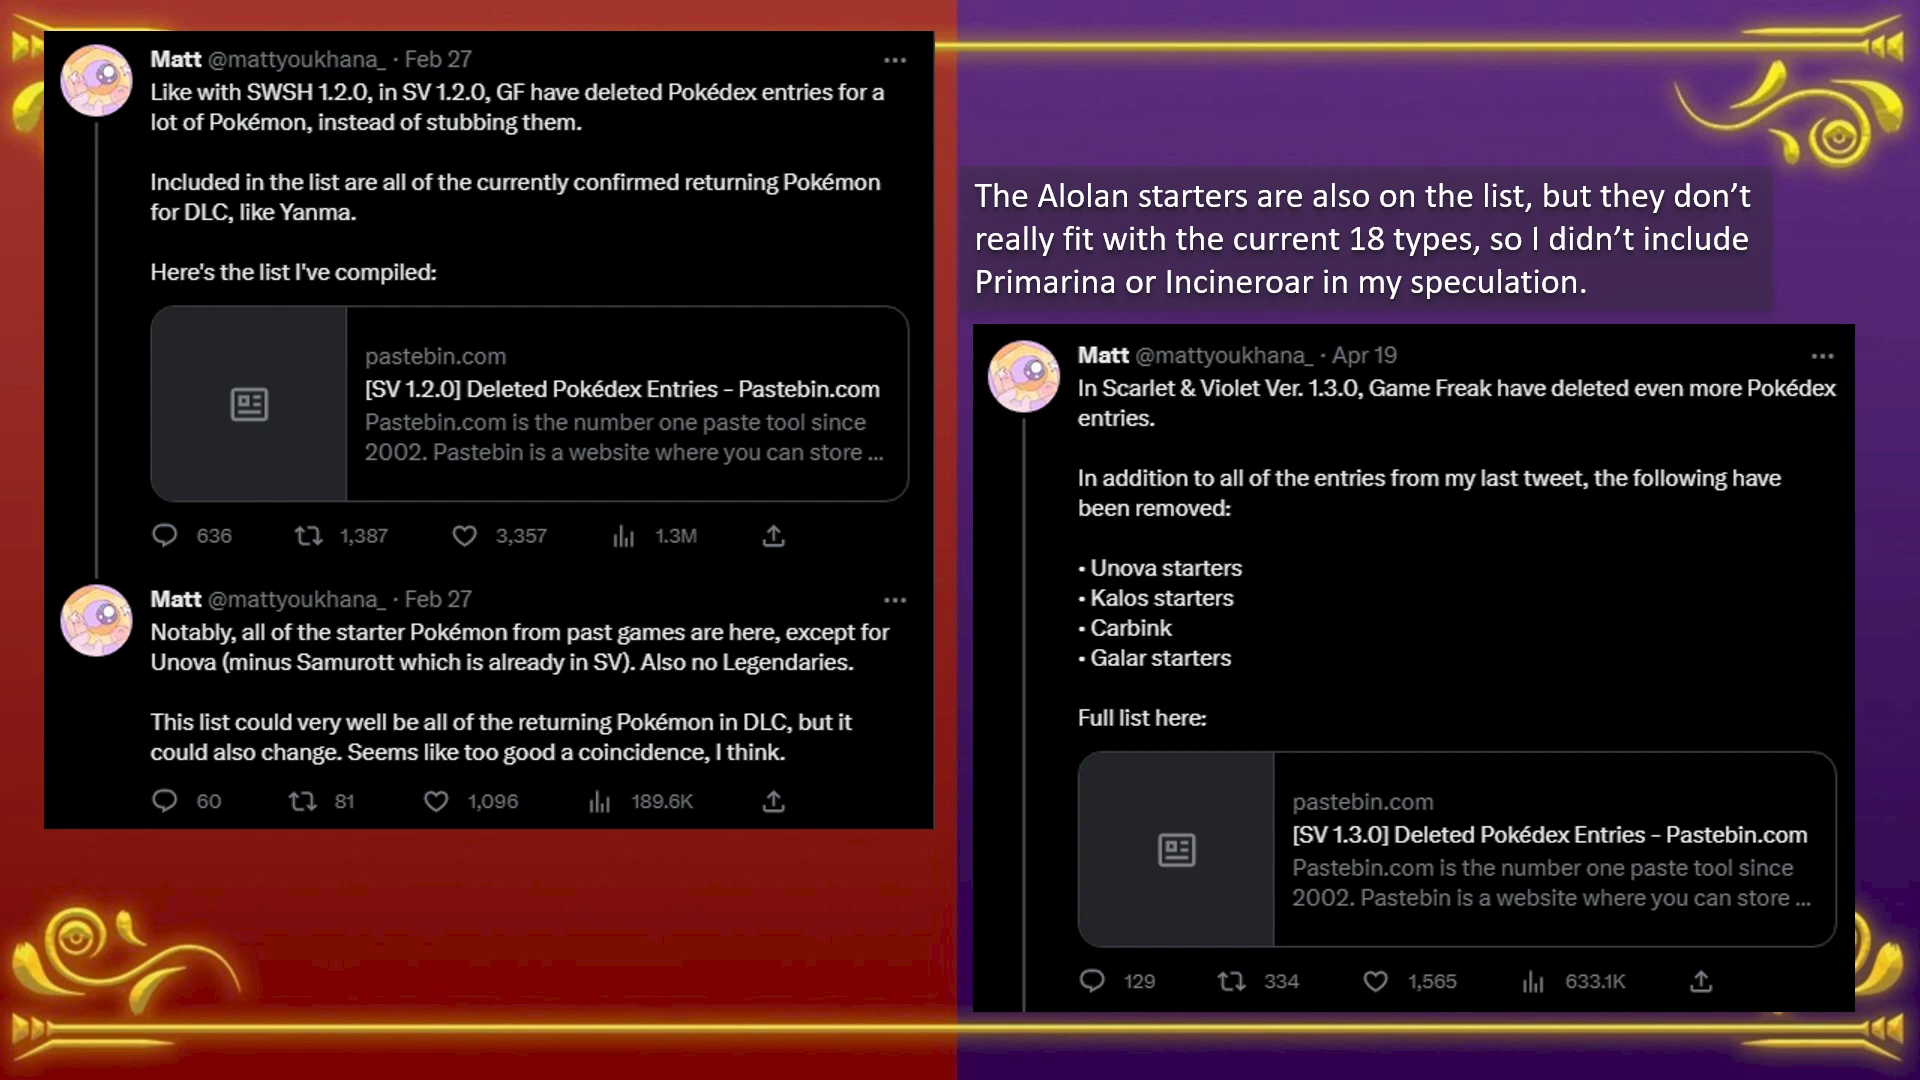 Matt @mattyoukhana_ · Feb 27
Like with SWSH 1.2.0, in SV 1.2.0, GF have deleted Pokédex entries for a
lot of Pokémon, instead of stubbing them.
Included in the list are all of the currently confirmed returning Pokémon
for DLC, like Yanma.
Here's the list I've compiled:
pastebin.com
[SV 1.2.0] Deleted Pokédex Entries - Pastebin.com
Pastebin.com is the number one paste tool since
2002. Pastebin is a website where you can store ...
636 1,387 3,357 1.3M
Matt @mattyoukhana_ · Feb 27
Notably, all of the starter Pokémon from past games are here, except for
Unova (minus Samurott which is already in SV). Also no Legendaries.
This list could very well be all of the returning Pokémon in DLC, but it
could also change. Seems like too good a coincidence, I think.
60 81 1,096 189.6K
The Alolan starters are also on the list, but they don't
really fit with the current 18 types, so I didn't include
Primarina or Incineroar in my speculation.
Matt @mattyoukhana_ · Apr 19
In Scarlet & Violet Ver. 1.3.0, Game Freak have deleted even more Pokédex
entries.
In addition to all of the entries from my last tweet, the following have
been removed:
• Unova starters
• Kalos starters
• Carbink
• Galar starters
Full list here:
pastebin.com
[SV 1.3.0] Deleted Pokédex Entries - Pastebin.com
Pastebin.com is the number one paste tool since
2002. Pastebin is a website where you can store ...
129 334 1,565 633.1K